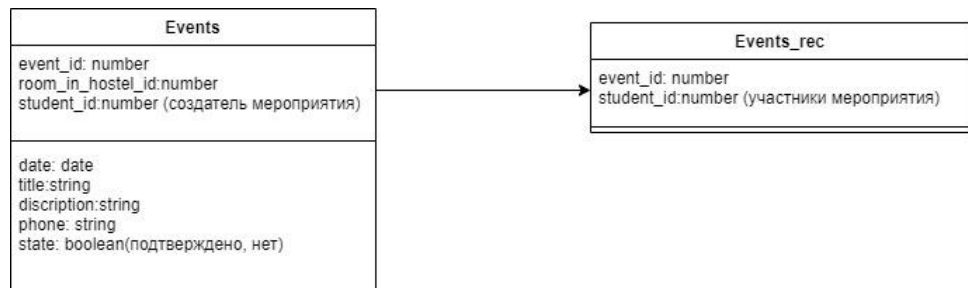 Events
event_id: number
room_in_hostel_id:number
student_id:number (создатель мероприятия)
date: date
title:string
discription:string
phone: string
state: boolean(подтверждено, нет)
Events_rec
event_id: number
student_id:number (участники мероприятия)